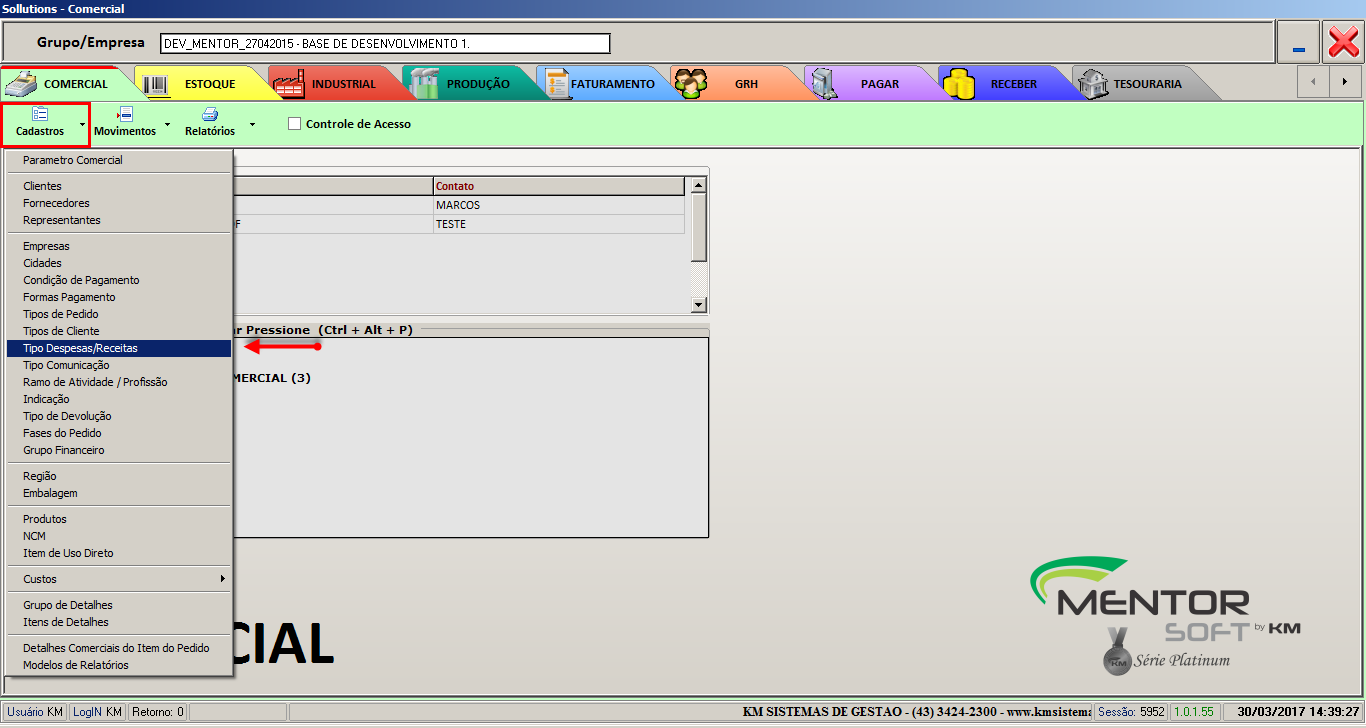 Sollutions - Comercial
Grupo/Empresa DEV_MENTOR_27042015 - BASE DE DESENVOLVIMENTO 1.
COMERCIAL ESTOQUE INDUSTRIAL PRODUÇÃO FATURAMENTO GRH PAGAR RECEBER TESOURARIA
Cadastros Movimentos Relatórios Controle de Acesso
Parametro Comercial
Clientes
Fornecedores
Representantes
Empresas
Cidades
Condição de Pagamento
Formas Pagamento
Tipos de Pedido
Tipos de Cliente
Tipo Despesas/Receitas
Tipo Comunicação
Ramo de Atividade / Profissão
Indicação
Tipo de Devolução
Fases do Pedido
Grupo Financeiro
Região
Embalagem
Produtos
NCM
Item de Uso Direto
Custos
Grupo de Detalhes
Itens de Detalhes
Detalhes Comerciais do Item do Pedido
Modelos de Relatórios
Contato
MARCOS
F TESTE
r Pressione (Ctrl + Alt + P)
MERCIAL (3)
CIAL
MENTOR
SOFT by KM
KM Série Platinum
Usuário KM LogIN KM Retorno: 0 KM SISTEMAS DE GESTAO - (43) 3424-2300 - www.kmsistema Sessão: 5952 1.0.1.55 30/03/2017 14:39:27